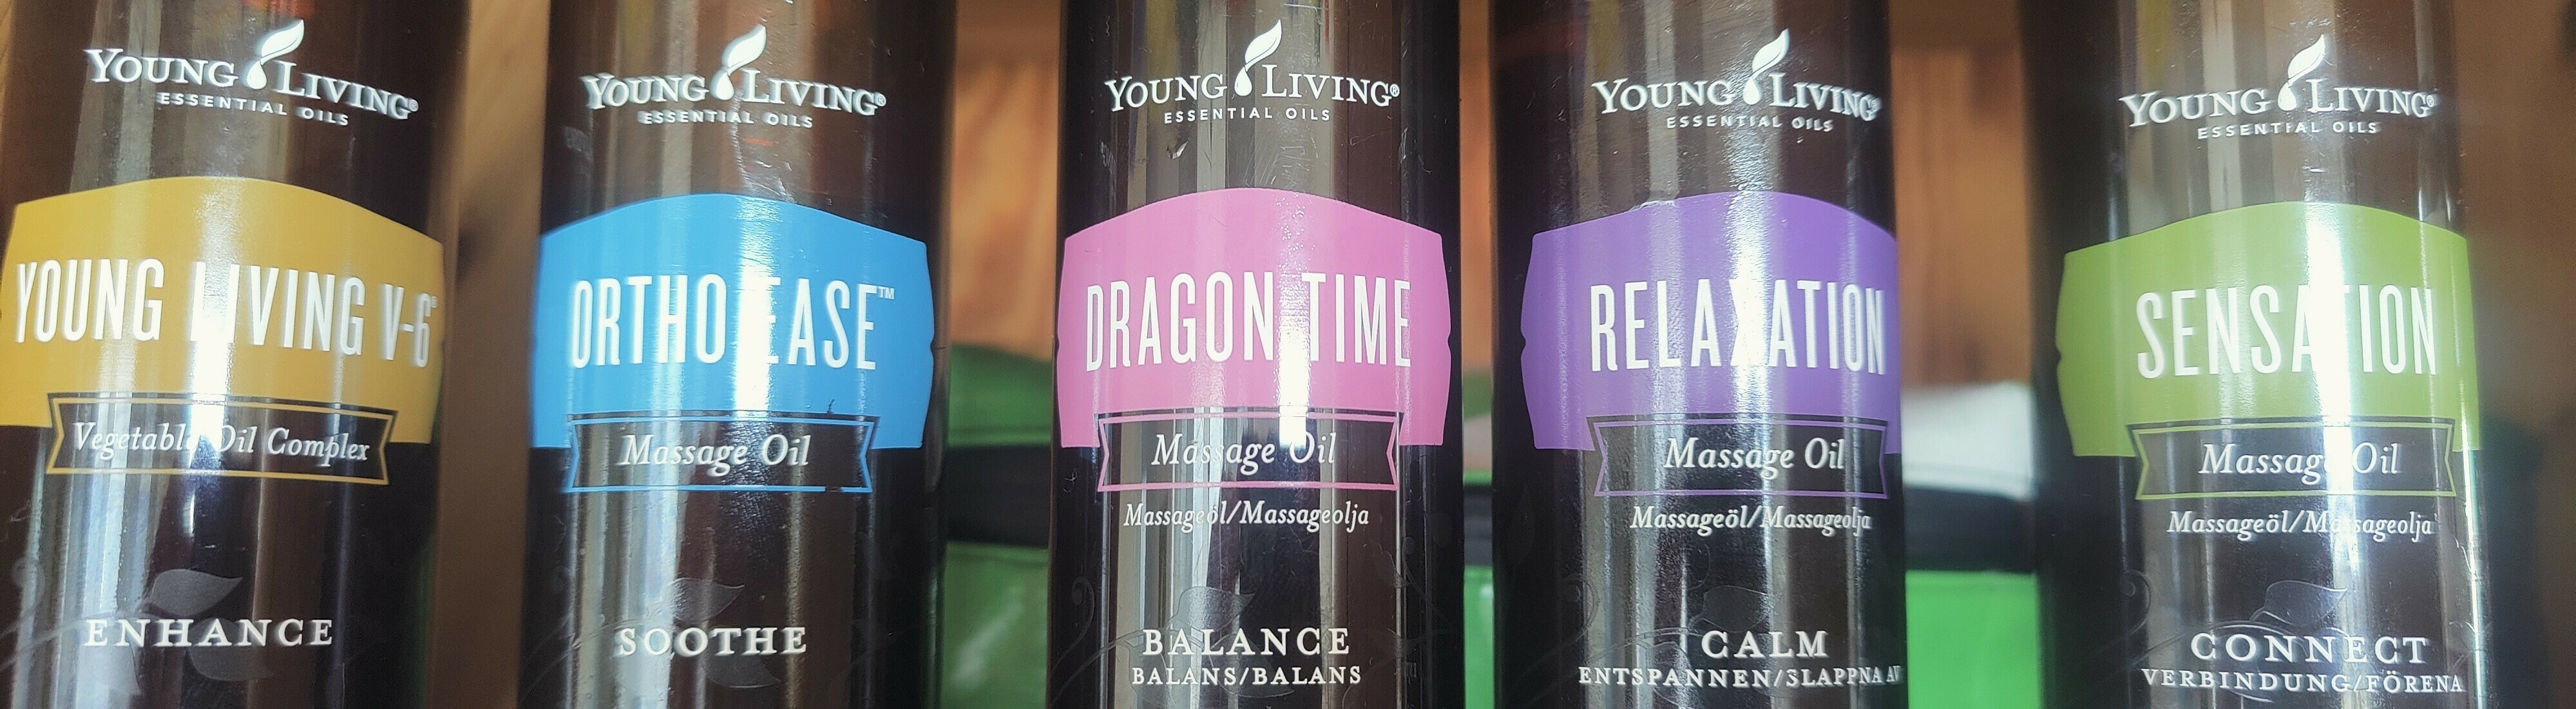 YOUNG LIVING®
ESSENTIAL OILS
YOUNG LIVING V-6®
Vegetable Oil Complex
ENHANCE
YOUNG LIVING®
ESSENTIAL OILS
ORTHO EASE™
Massage Oil
SOOTHE
YOUNG LIVING®
ESSENTIAL OILS
DRAGON TIME
Massage Oil
Massageöl/Massageolja
BALANCE
BALANS/BALANS
YOUNG LIVING®
ESSENTIAL OILS
RELAXATION
Massage Oil
Massageöl/Massageolja
CALM
ENTSPANNEN/SLAPPNA AV
YOUNG LIVING®
ESSENTIAL OILS
SENSATION
Massage Oil
Massageöl/Massageolja
CONNECT
VERBINDUNG/FÖRENA